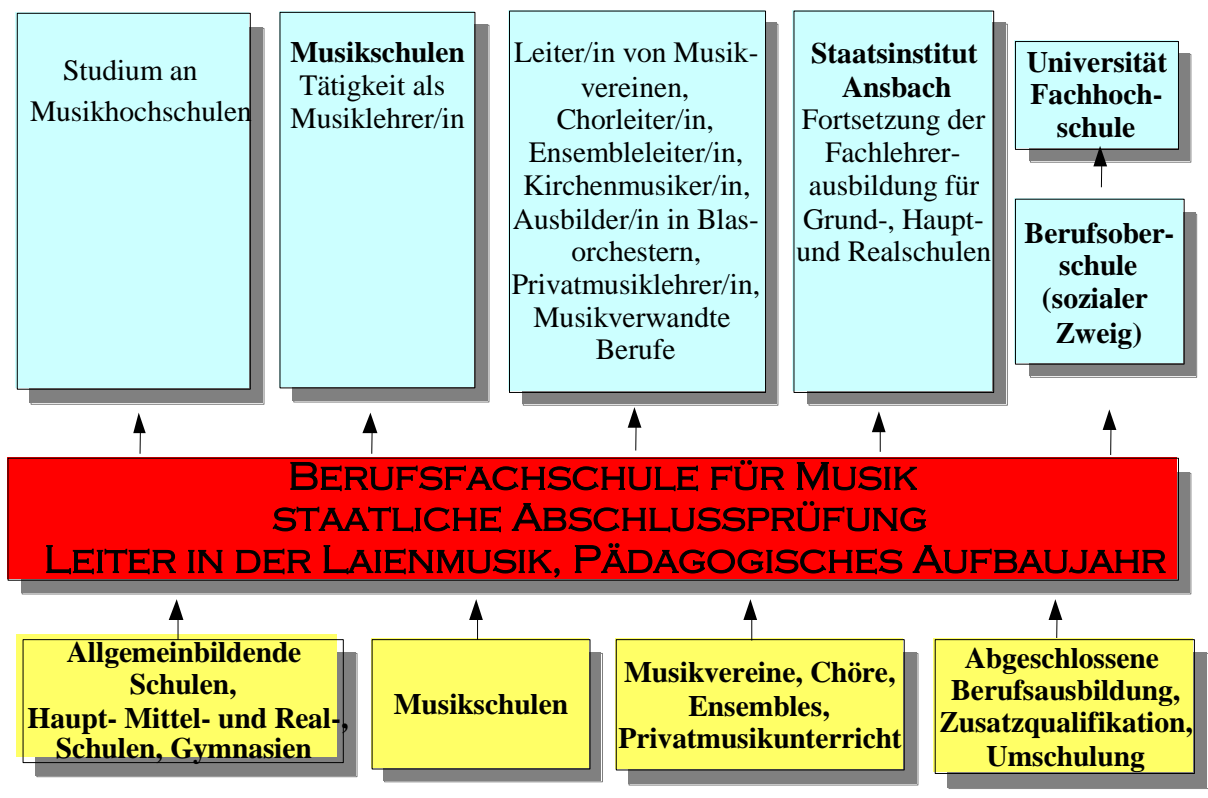 Studium an
Musikhochschulen
Musikschulen
Tätigkeit als
Musiklehrer/in
Leiter/in von Musik-
vereinen,
Chorleiter/in,
Ensembleleiter/in,
Kirchenmusiker/in,
Ausbilder/in in Blas-
orchestern,
Privatmusiklehrer/in,
Musikverwandte
Berufe
Staatsinstitut
Ansbach
Fortsetzung der
Fachlehrer-
ausbildung für
Grund-, Haupt-
und Realschulen
Universität
Fachhoch-
schule
Berufsober-
schule
(sozialer
Zweig)
BERUFSFACHSCHULE FÜR MUSIK
STAATLICHE ABSCHLUSSPRÜFUNG
LEITER IN DER LAIENMUSIK, PÄDAGOGISCHES AUFBAUJAHR
Allgemeinbildende
Schulen,
Haupt- Mittel- und Real-,
Schulen, Gymnasien
Musikschulen
Musikvereine, Chöre,
Ensembles,
Privatmusikunterricht
Abgeschlossene
Berufsausbildung,
Zusatzqualifikation,
Umschulung